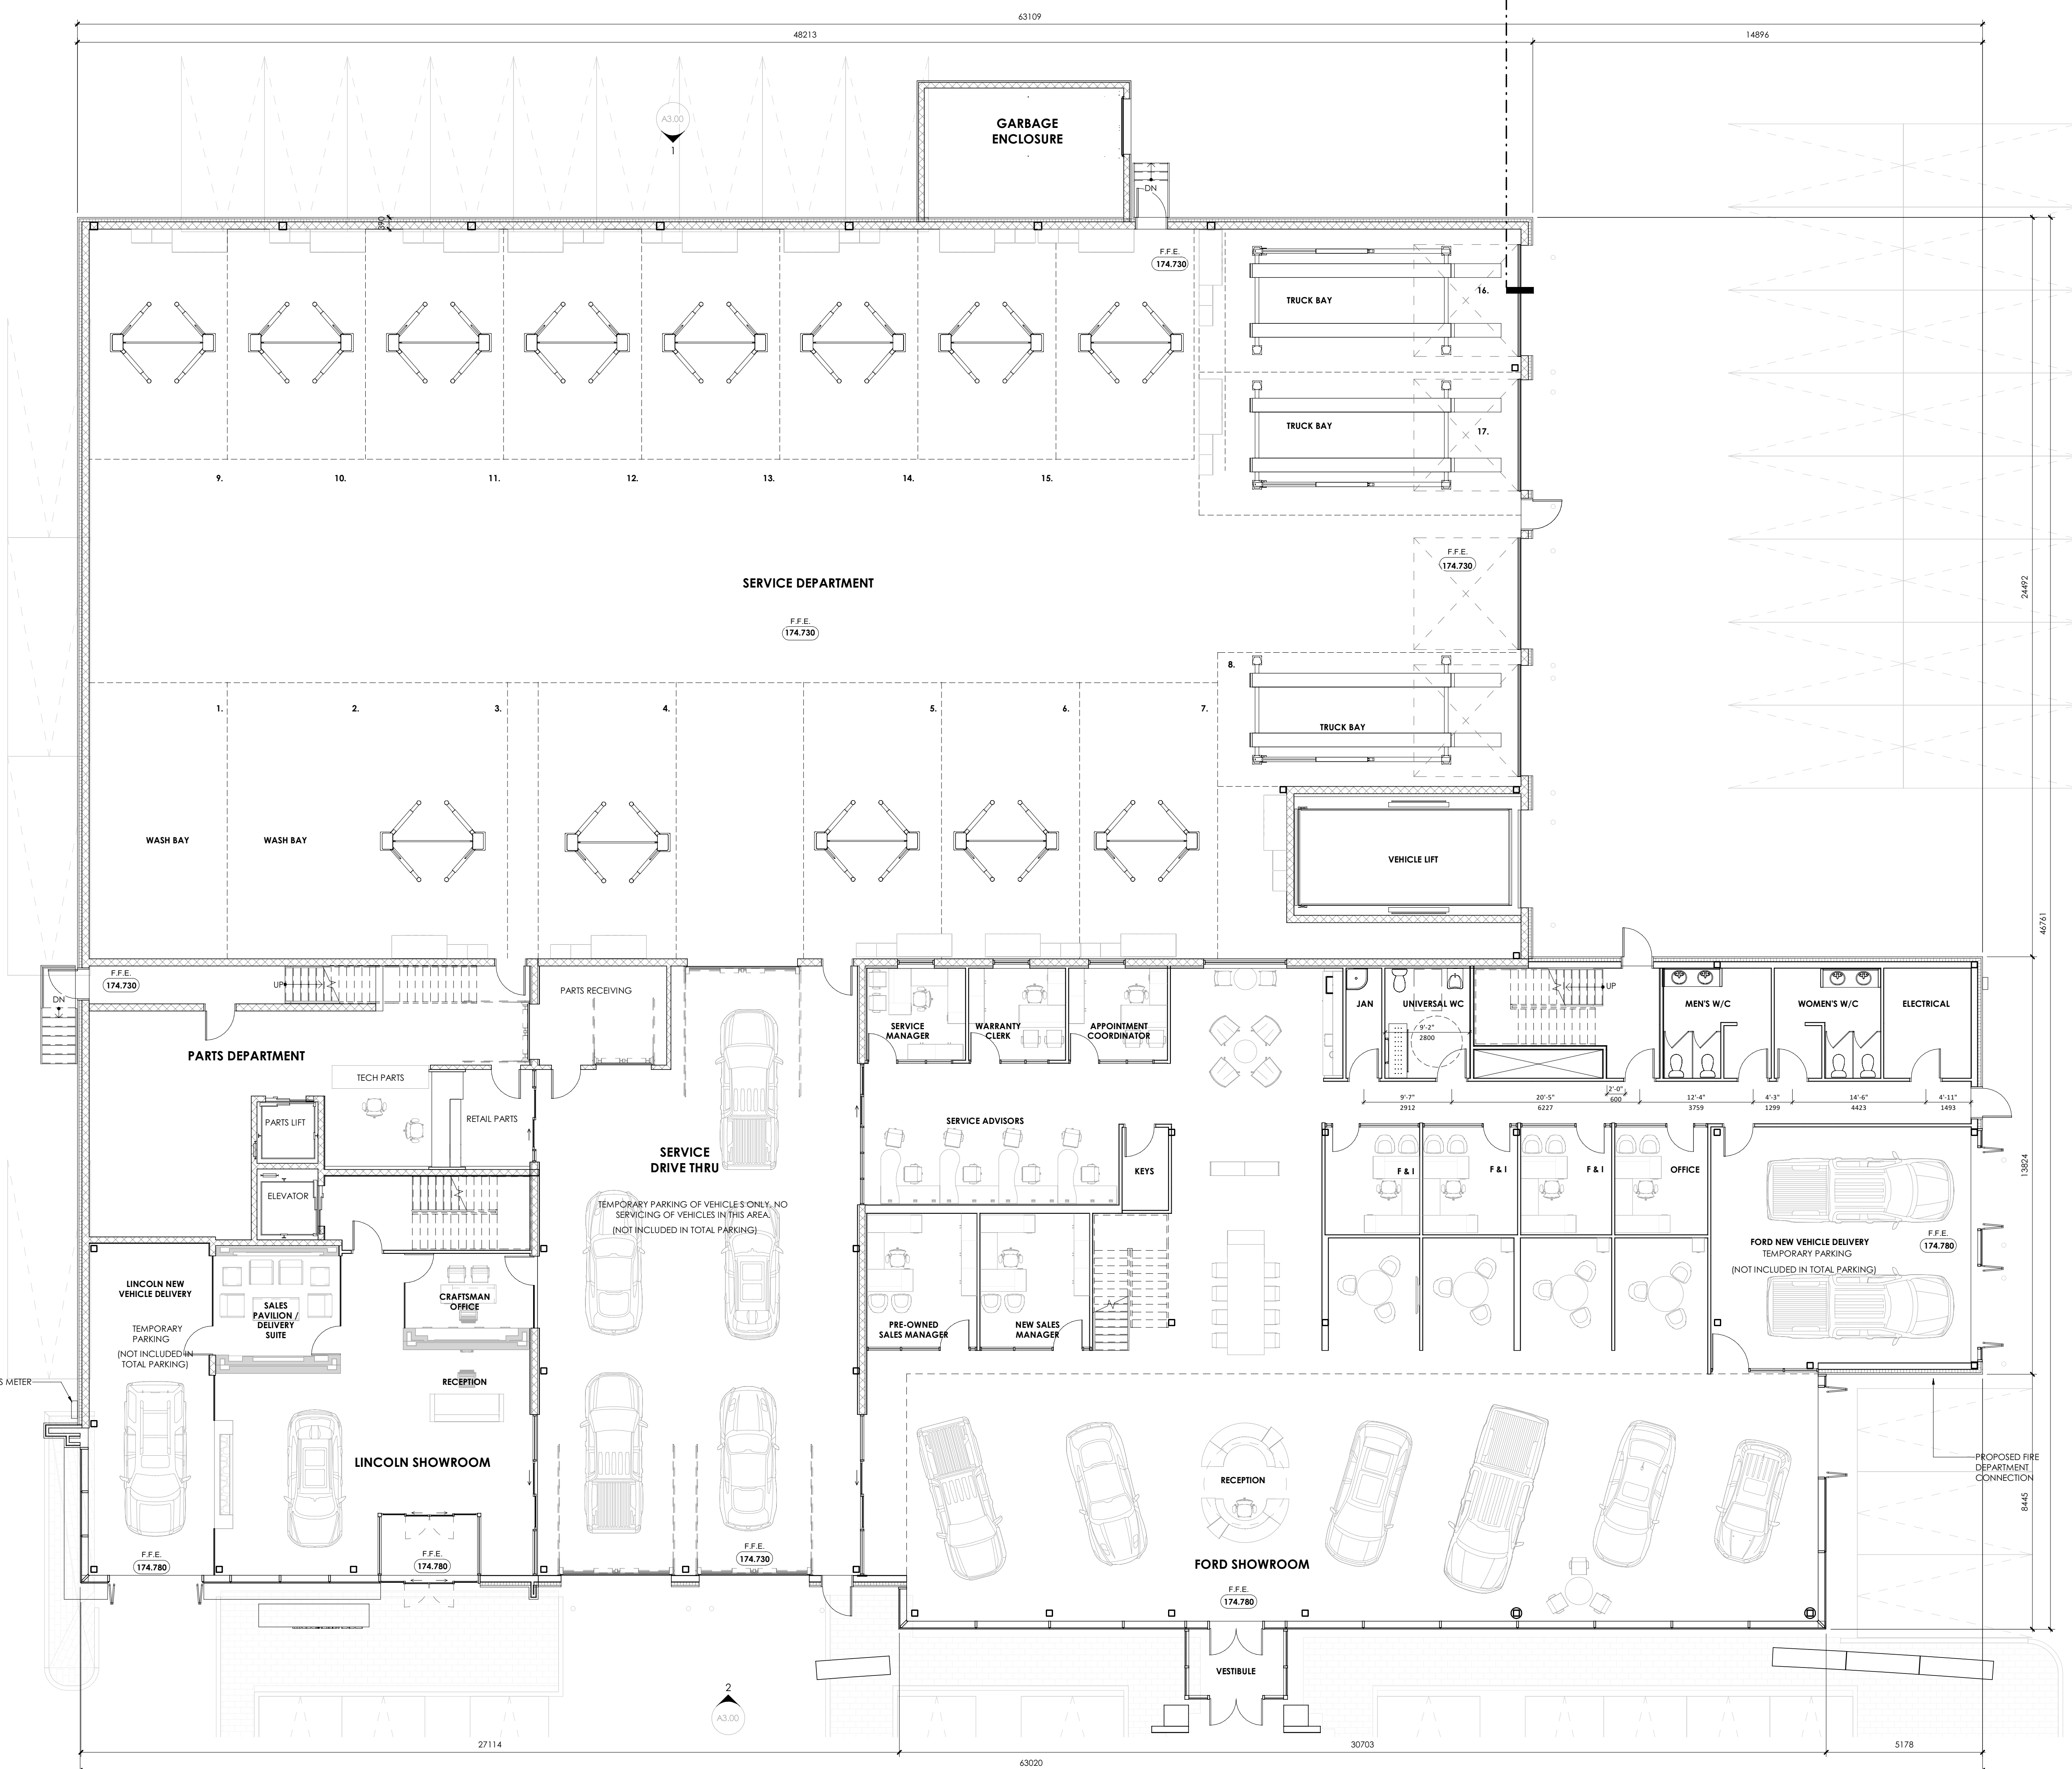 63109
48213
14896
A3.00
1
GARBAGE
ENCLOSURE
DN
390
F.F.E.
174.730
TRUCK BAY
16.
TRUCK BAY
17.
9.
10.
11.
12.
13.
14.
15.
SERVICE DEPARTMENT
F.F.E.
174.730
F.F.E.
174.730
24492
8.
1.
2.
3.
4.
5.
6.
7.
TRUCK BAY
WASH BAY
WASH BAY
VEHICLE LIFT
46761
F.F.E.
174.730
DN
UP
PARTS RECEIVING
PARTS DEPARTMENT
TECH PARTS
RETAIL PARTS
PARTS LIFT
ELEVATOR
SERVICE
DRIVE THRU
TEMPORARY PARKING OF VEHICLE S ONLY, NO
SERVICING OF VEHICLES IN THIS AREA.
(NOT INCLUDED IN TOTAL PARKING)
SERVICE
MANAGER
WARRANTY
CLERK
APPOINTMENT
COORDINATOR
JAN
UNIVERSAL WC
9'-2"
2800
UP
MEN'S W/C
WOMEN'S W/C
ELECTRICAL
9'-7"
2912
20'-5"
6227
2'-0"
600
12'-4"
3759
4'-3"
1299
14'-6"
4423
4'-11"
1493
SERVICE ADVISORS
KEYS
F & I
F & I
F & I
OFFICE
13824
FORD NEW VEHICLE DELIVERY
TEMPORARY PARKING
(NOT INCLUDED IN TOTAL PARKING)
F.F.E.
174.780
LINCOLN NEW
VEHICLE DELIVERY
TEMPORARY
PARKING
(NOT INCLUDED IN
TOTAL PARKING)
SALES
PAVILION /
DELIVERY
SUITE
CRAFTSMAN
OFFICE
PRE-OWNED
SALES MANAGER
NEW SALES
MANAGER
S METER
RECEPTION
LINCOLN SHOWROOM
RECEPTION
PROPOSED FIRE
DEPARTMENT
CONNECTION
8445
F.F.E.
174.780
F.F.E.
174.780
F.F.E.
174.730
FORD SHOWROOM
F.F.E.
174.780
VESTIBULE
2
A3.00
27114
30703
5178
63020